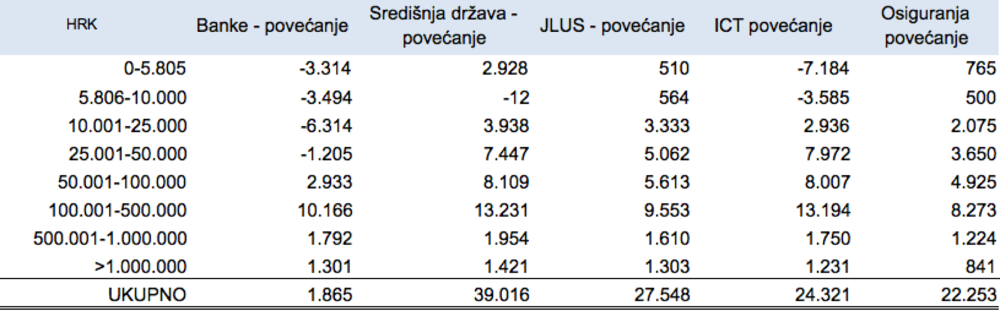 HRK Banke - povećanje Središnja država - povećanje JLUS - povećanje ICT povećanje Osiguranja povećanje
0-5.805 -3.314 2.928 510 -7.184 765
5.806-10.000 -3.494 -12 564 -3.585 500
10.001-25.000 -6.314 3.938 3.333 2.936 2.075
25.001-50.000 -1.205 7.447 5.062 7.972 3.650
50.001-100.000 2.933 8.109 5.613 8.007 4.925
100.001-500.000 10.166 13.231 9.553 13.194 8.273
500.001-1.000.000 1.792 1.954 1.610 1.750 1.224
>1.000.000 1.301 1.421 1.303 1.231 841
UKUPNO 1.865 39.016 27.548 24.321 22.253